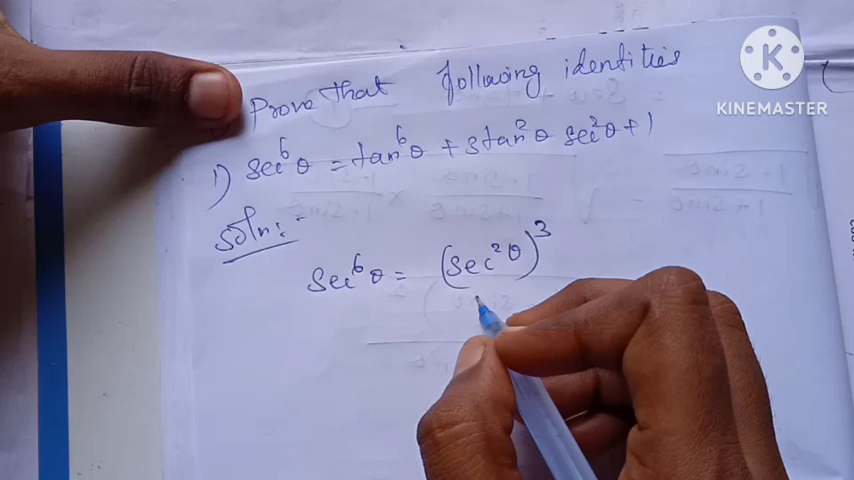 Prove that following identities
KINEMASTER
1) sec⁶θ = tan⁶θ + 3tan²θ sec²θ + 1
Soln:-
sec⁶θ = (sec²θ)³